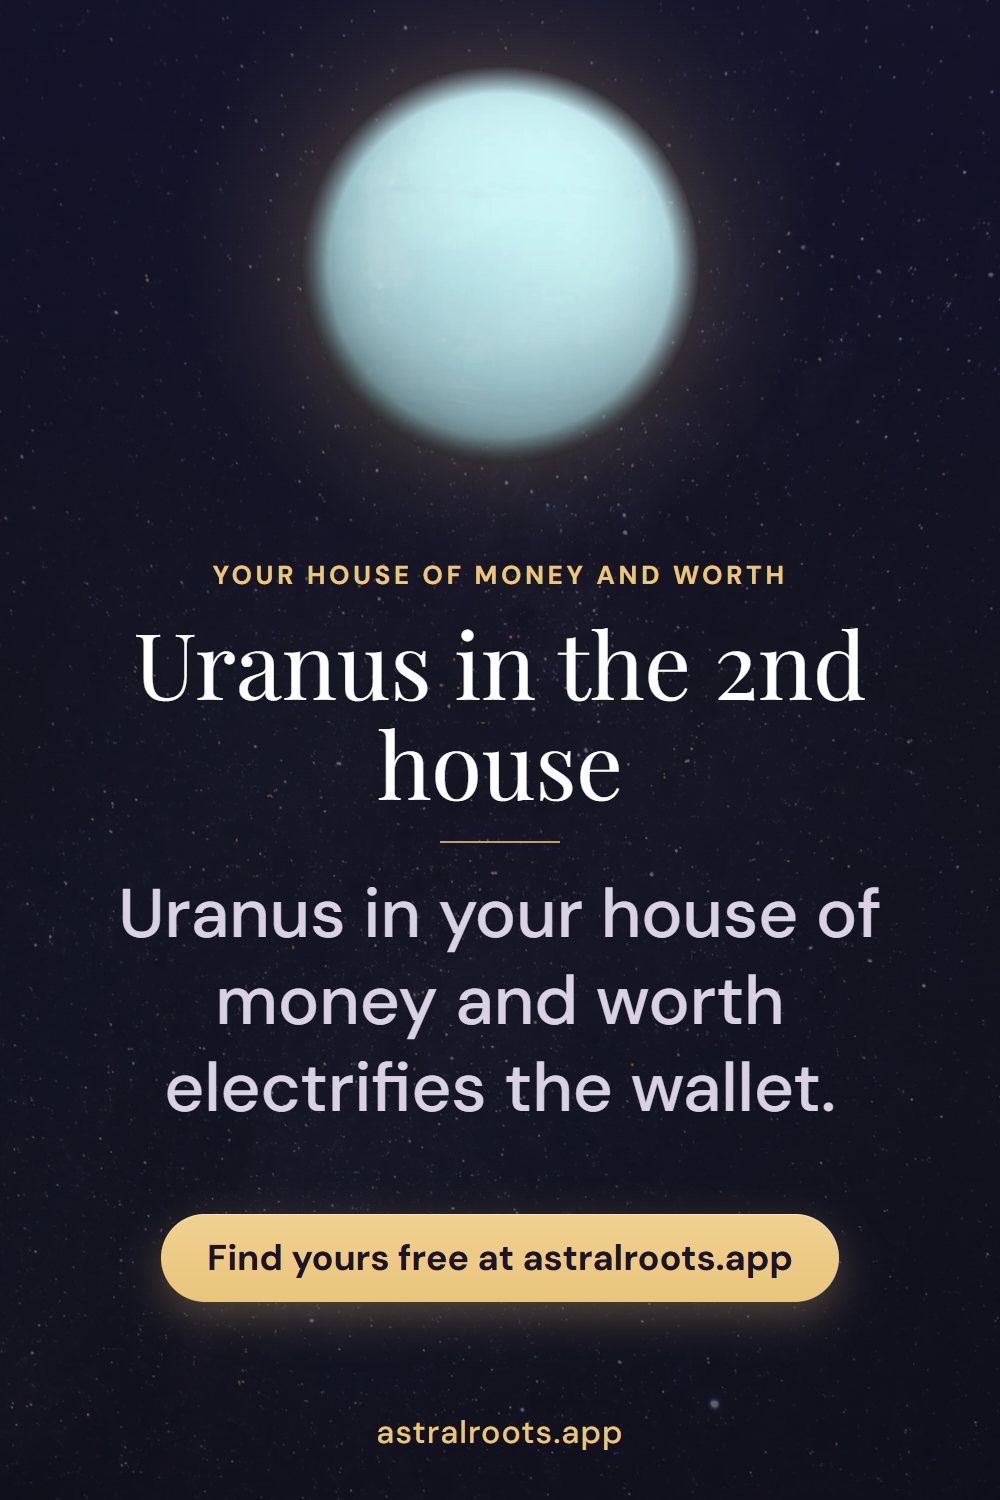 YOUR HOUSE OF MONEY AND WORTH
Uranus in the 2nd
house
Uranus in your house of
money and worth
electrifies the wallet.
Find yours free at astralroots.app
astralroots.app